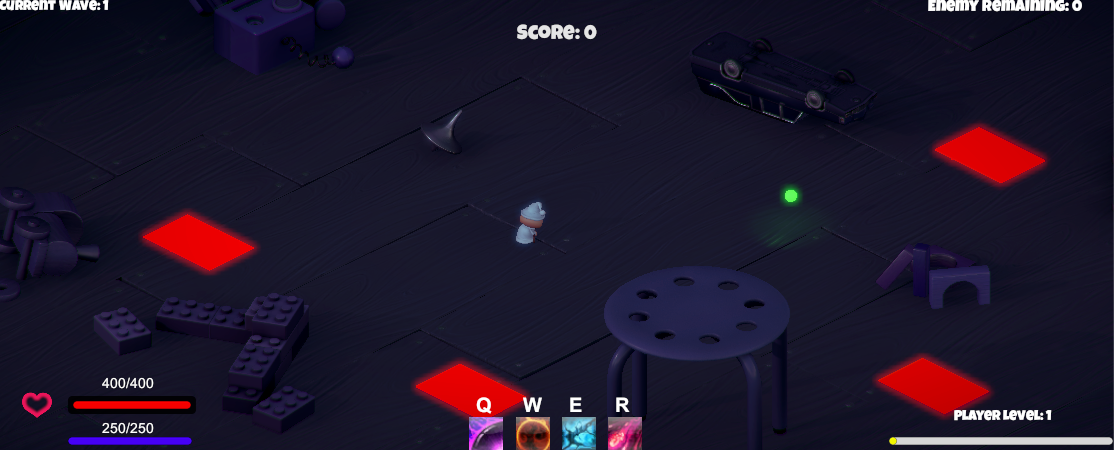 Current Wave: 1
Enemy Remaining: 0
Score: 0
400/400
250/250
Q W E R
Player Level: 1